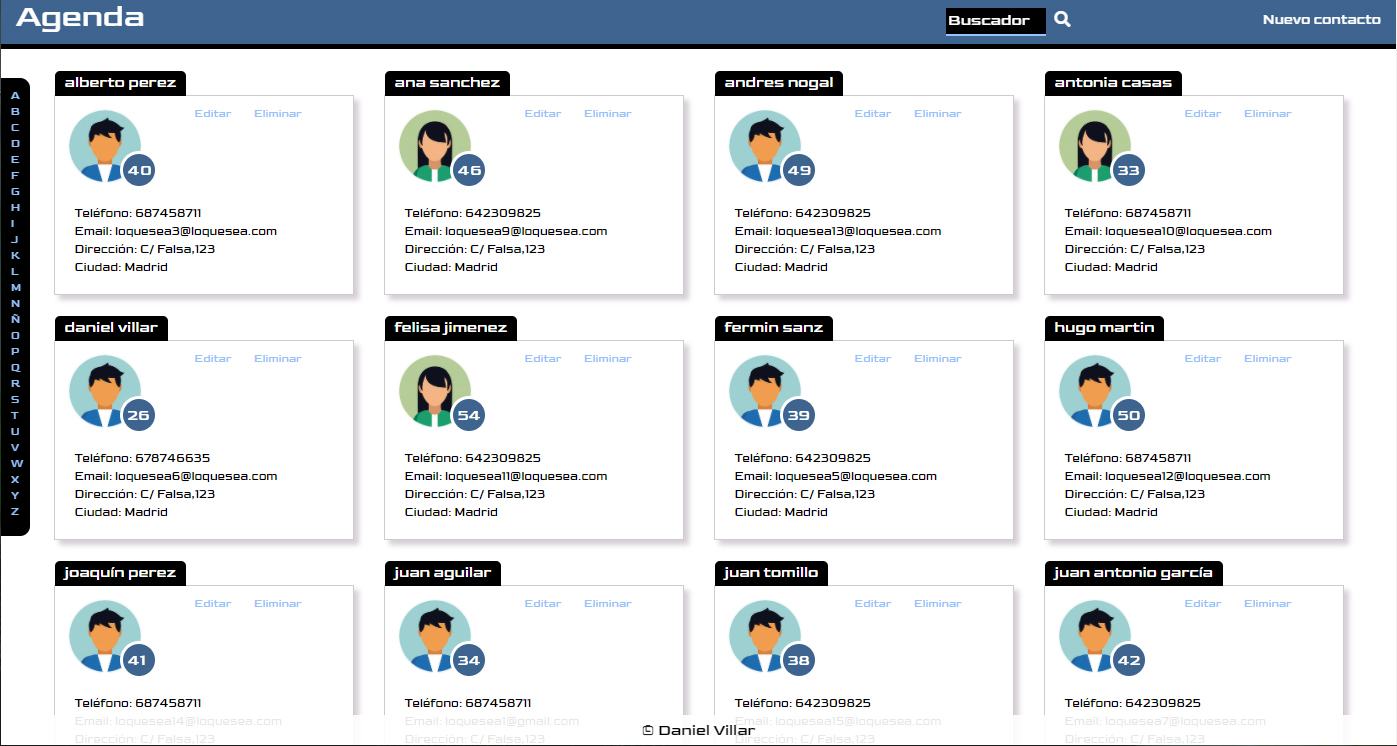 Agenda
Buscador
Nuevo contacto
A
B
C
D
E
F
G
H
I
J
K
L
M
N
Ñ
O
P
Q
R
S
T
U
V
W
X
Y
Z
alberto perez
Editar Eliminar
40
Teléfono: 687458711
Email: loquesea3@loquesea.com
Dirección: C/ Falsa,123
Ciudad: Madrid
ana sanchez
Editar Eliminar
46
Teléfono: 642309825
Email: loquesea9@loquesea.com
Dirección: C/ Falsa,123
Ciudad: Madrid
andres nogal
Editar Eliminar
49
Teléfono: 642309825
Email: loquesea13@loquesea.com
Dirección: C/ Falsa,123
Ciudad: Madrid
antonia casas
Editar Eliminar
33
Teléfono: 687458711
Email: loquesea10@loquesea.com
Dirección: C/ Falsa,123
Ciudad: Madrid
daniel villar
Editar Eliminar
26
Teléfono: 678746635
Email: loquesea6@loquesea.com
Dirección: C/ Falsa,123
Ciudad: Madrid
felisa jimenez
Editar Eliminar
54
Teléfono: 642309825
Email: loquesea11@loquesea.com
Dirección: C/ Falsa,123
Ciudad: Madrid
fermin sanz
Editar Eliminar
39
Teléfono: 642309825
Email: loquesea5@loquesea.com
Dirección: C/ Falsa,123
Ciudad: Madrid
hugo martin
Editar Eliminar
50
Teléfono: 687458711
Email: loquesea12@loquesea.com
Dirección: C/ Falsa,123
Ciudad: Madrid
joaquín perez
Editar Eliminar
41
Teléfono: 687458711
Email: loquesea14@loquesea.com
Dirección: C/ Falsa,123
juan aguilar
Editar Eliminar
34
Teléfono: 687458711
Email: loquesea1@gmail.com
Dirección: C/ Falsa,123
juan tomillo
Editar Eliminar
38
Teléfono: 642309825
Email: loquesea15@loquesea.com
Dirección: C/ Falsa,123
juan antonio garcía
Editar Eliminar
42
Teléfono: 642309825
Email: loquesea7@loquesea.com
Dirección: C/ Falsa,123
© Daniel Villar